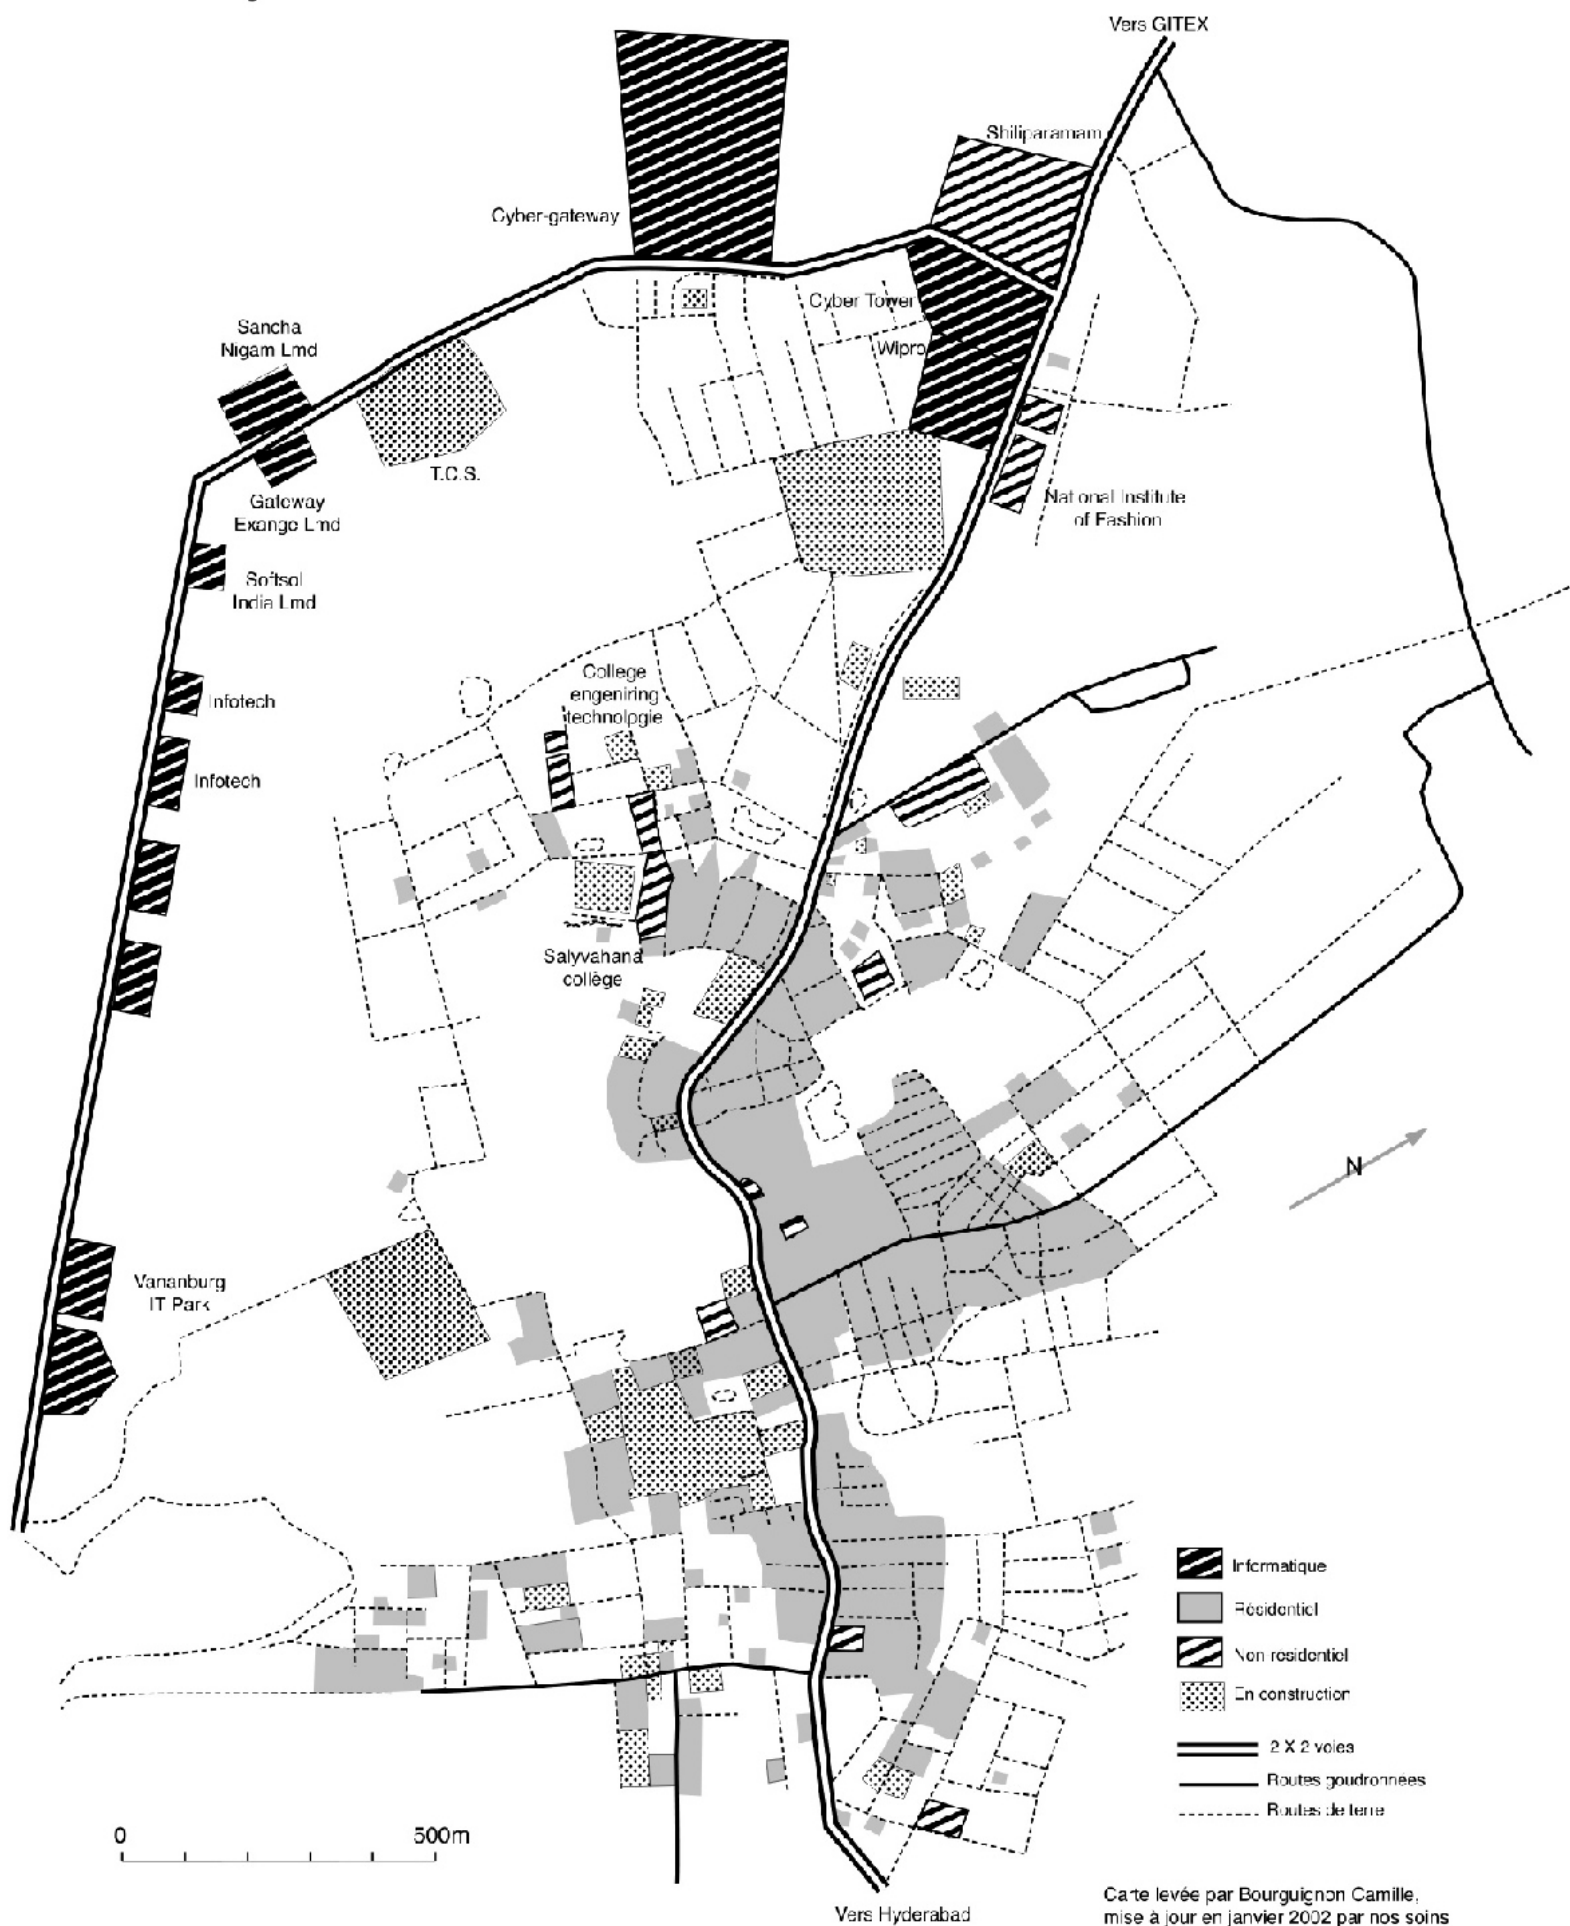 Vers GITEX
Shiliparamam
Cyber-gateway
Cyber Tower
Wipro
Sancha
Nigam Lmd
T.C.S.
Gateway
Exange Lmd
National Institute
of Fashion
Softsol
India Lmd
College
engeniring
technolpgie
Infotech
Infotech
Salyvahana
collège
N
Vananburg
IT Park
Informatique
Résidentiel
Non résidentiel
En construction
2 X 2 voies
Routes goudronnées
Routes de terre
0 500m
Carte levée par Bourguignon Camille,
mise à jour en janvier 2002 par nos soins
Vers Hyderabad